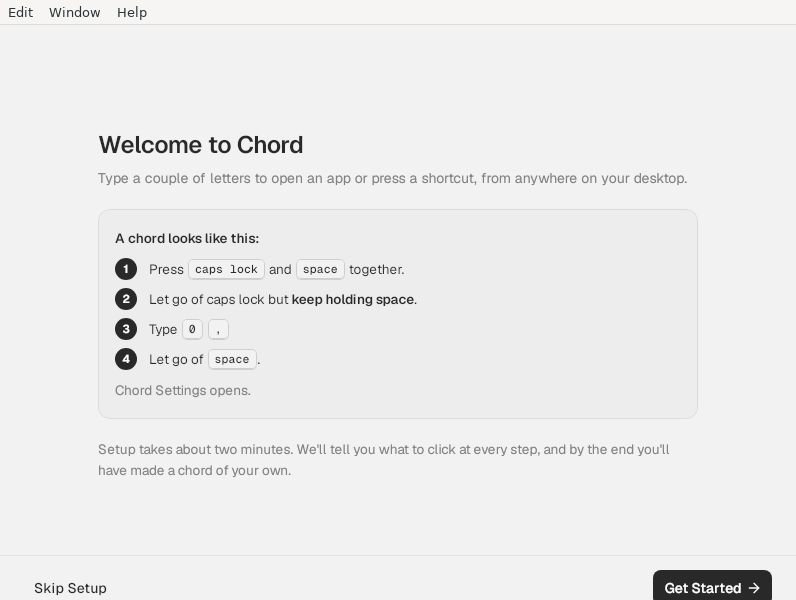 Edit Window Help
Welcome to Chord
Type a couple of letters to open an app or press a shortcut, from anywhere on your desktop.
A chord looks like this:
1 Press caps lock and space together.
2 Let go of caps lock but keep holding space.
3 Type 0 ,
4 Let go of space.
Chord Settings opens.
Setup takes about two minutes. We'll tell you what to click at every step, and by the end you'll
have made a chord of your own.
Skip Setup Get Started →